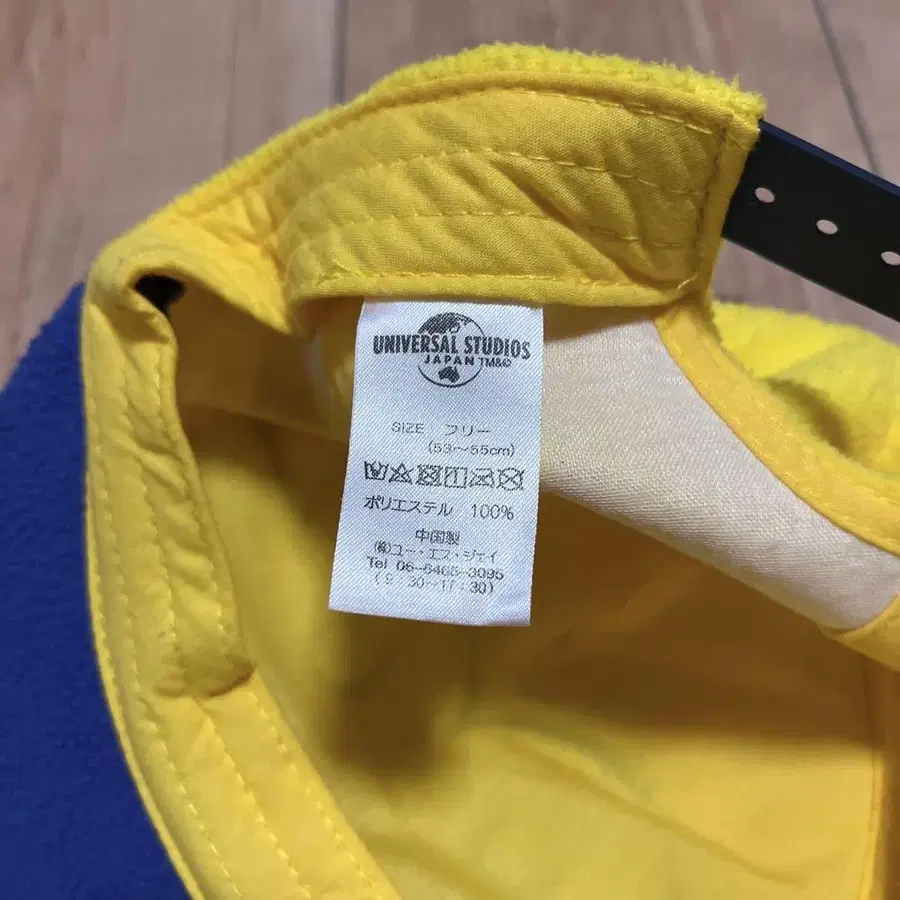 UNIVERSAL STUDIOS
JAPAN TM&©
SIZE フリー
(53~55cm)
ポリエステル 100%
中国製
㈱ユー・エス・ジェイ
Tel 06-6465-3095
(9:30~17:30)